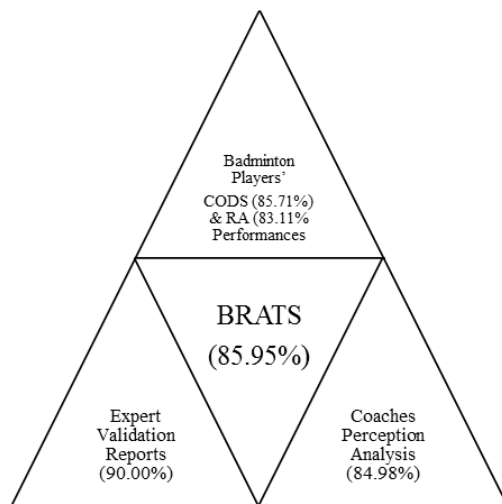 Badminton
Players’
CODS (85.71%)
& RA (83.11%
Performances
BRATS
(85.95%)
Expert
Validation
Reports
(90.00%)
Coaches
Perception
Analysis
(84.98%)